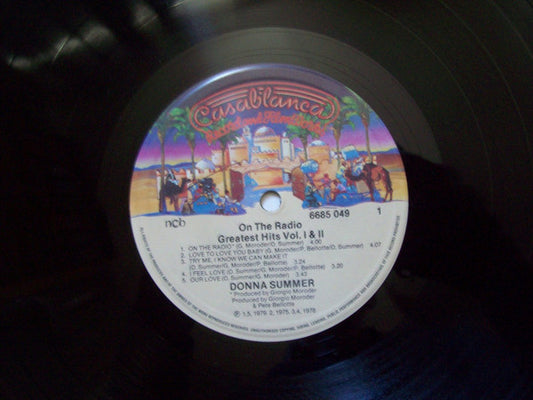 Casablanca
Record and FilmWorks
ncb
On The Radio
6685 049
1
Greatest Hits Vol. I & II
1. ON THE RADIO* (G. Moroder/D. Summer) 4.00
2. LOVE TO LOVE YOU BABY (G. Moroder/P. Bellotte/D. Summer) 4.07
3. TRY ME, I KNOW WE CAN MAKE IT
(D. Summer/G. Moroder/P. Bellotte) 3.24
4. I FEEL LOVE (D. Summer/G. Moroder/P. Bellotte) 3.20
5. OUR LOVE (D. Summer/G. Moroder) 3.43
DONNA SUMMER
* Produced by Giorgio Moroder
Produced by Giorgio Moroder
& Pete Bellotte
℗ 1,5, 1979. 2, 1975. 3,4, 1976